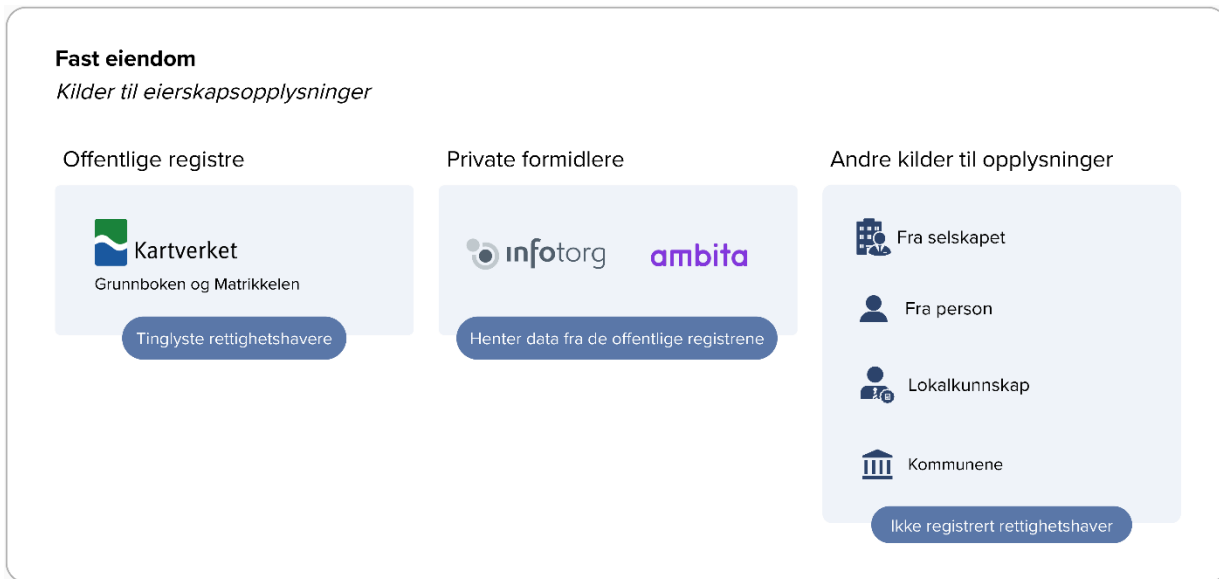 Fast eiendom
Kilder til eierskapsopplysninger
Offentlige registre
Kartverket
Grunnboken og Matrikkelen
Tinglyste rettighetshavere
Private formidlere
infotorg
ambita
Henter data fra de offentlige registrene
Andre kilder til opplysninger
Fra selskapet
Fra person
Lokalkunnskap
Kommunene
Ikke registrert rettighetshaver